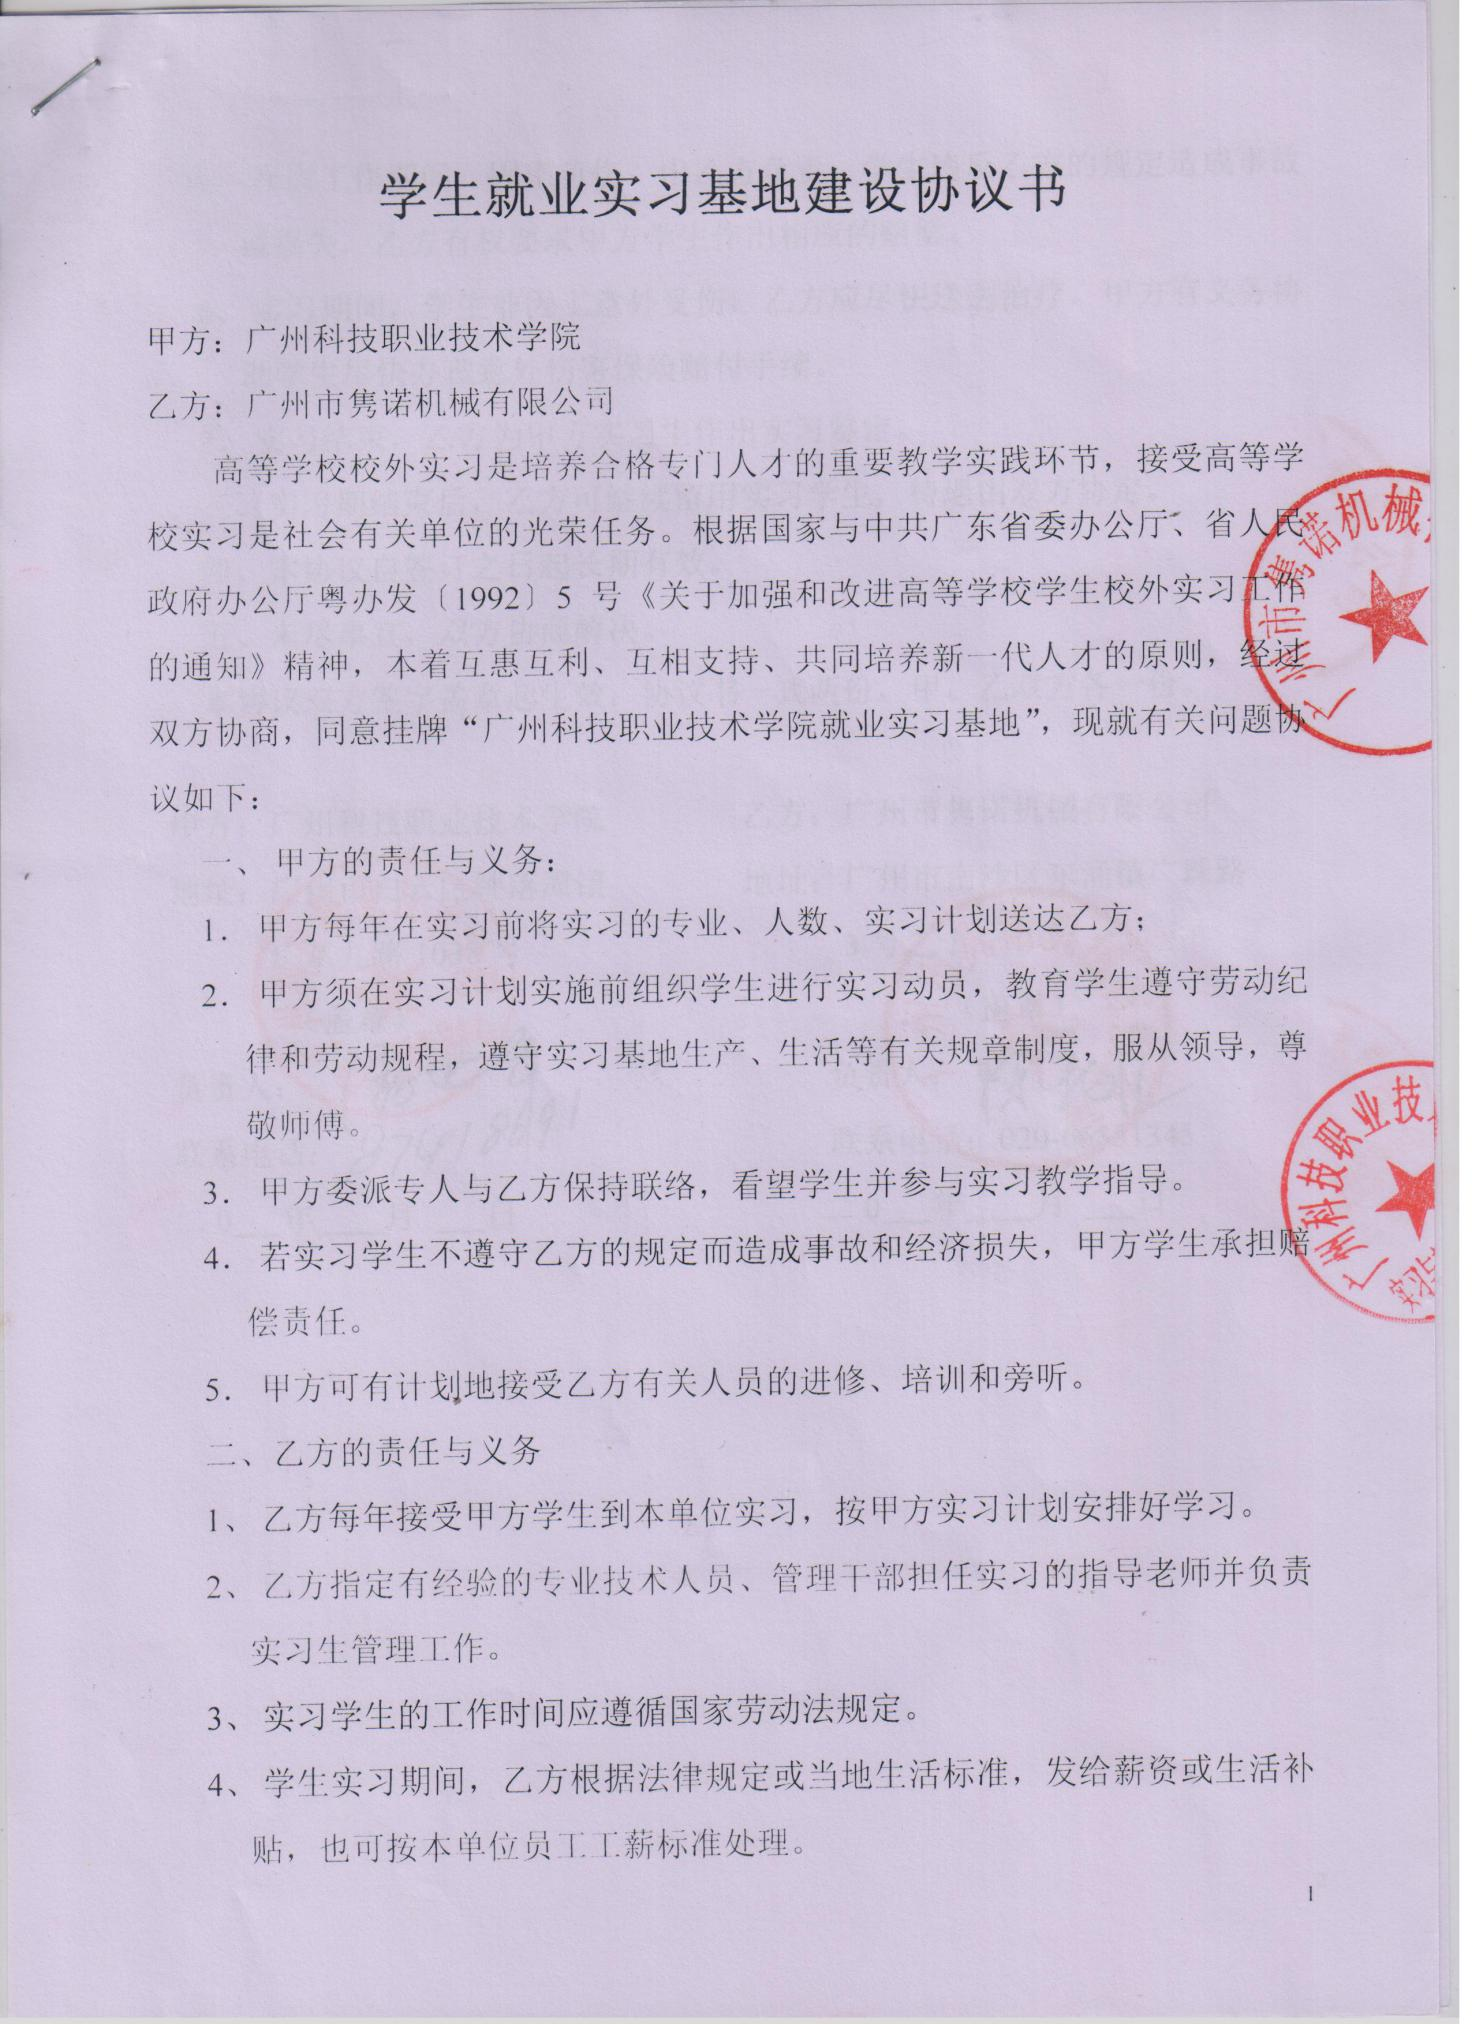 学生就业实习基地建设协议书
甲方：广州科技职业技术学院
乙方：广州市隽诺机械有限公司
高等学校校外实习是培养合格专门人才的重要教学实践环节，接受高等学
校实习是社会有关单位的光荣任务。根据国家与中共广东省委办公厅、省人民
政府办公厅粤办发〔1992〕5 号《关于加强和改进高等学校学生校外实习工作
的通知》精神，本着互惠互利、互相支持、共同培养新一代人才的原则，经过
双方协商，同意挂牌“广州科技职业技术学院就业实习基地”，现就有关问题协
议如下：
一、 甲方的责任与义务：
1. 甲方每年在实习前将实习的专业、人数、实习计划送达乙方；
2. 甲方须在实习计划实施前组织学生进行实习动员，教育学生遵守劳动纪
律和劳动规程，遵守实习基地生产、生活等有关规章制度，服从领导，尊
敬师傅。
3. 甲方委派专人与乙方保持联络，看望学生并参与实习教学指导。
4. 若实习学生不遵守乙方的规定而造成事故和经济损失，甲方学生承担赔
偿责任。
5. 甲方可有计划地接受乙方有关人员的进修、培训和旁听。
二、乙方的责任与义务
1、乙方每年接受甲方学生到本单位实习，按甲方实习计划安排好学习。
2、乙方指定有经验的专业技术人员、管理干部担任实习的指导老师并负责
实习生管理工作。
3、实习学生的工作时间应遵循国家劳动法规定。
4、学生实习期间，乙方根据法律规定或当地生活标准，发给薪资或生活补
贴，也可按本单位员工工薪标准处理。
1
广州市隽诺机械
广州科技职业技